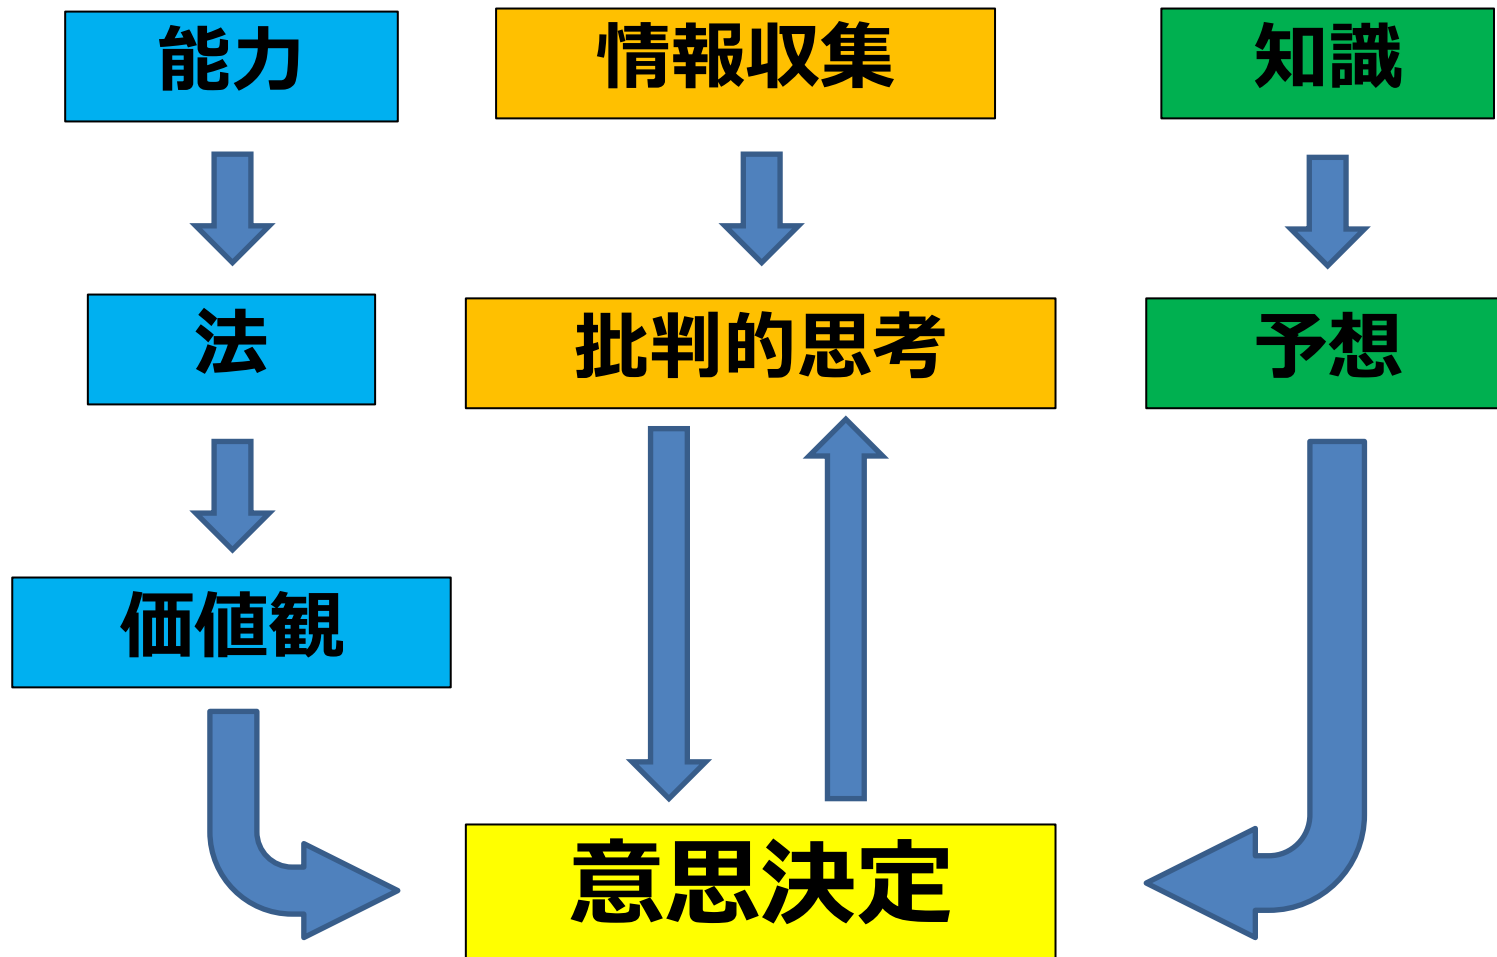 能力
情報収集
知識
法
批判的思考
予想
価値観
意思決定